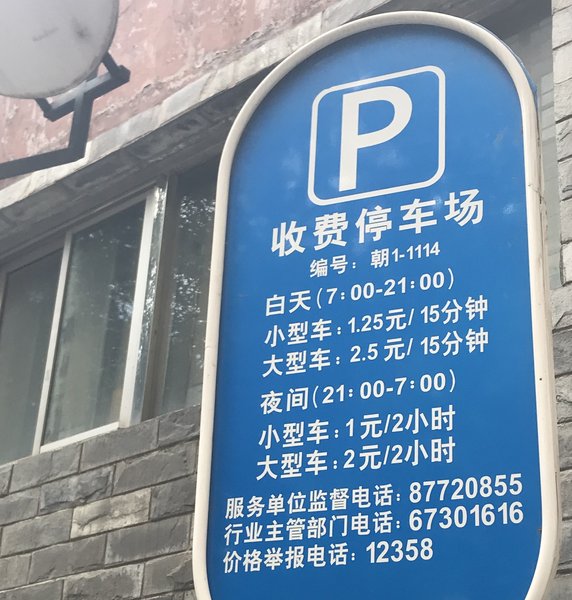 P
收费停车场
编号：朝1-1114
白天(7:00-21:00)
小型车：1.25元/15分钟
大型车：2.5元/15分钟
夜间(21:00-7:00)
小型车：1元/2小时
大型车：2元/2小时
服务单位监督电话：87720855
行业主管部门电话：67301616
价格举报电话：12358